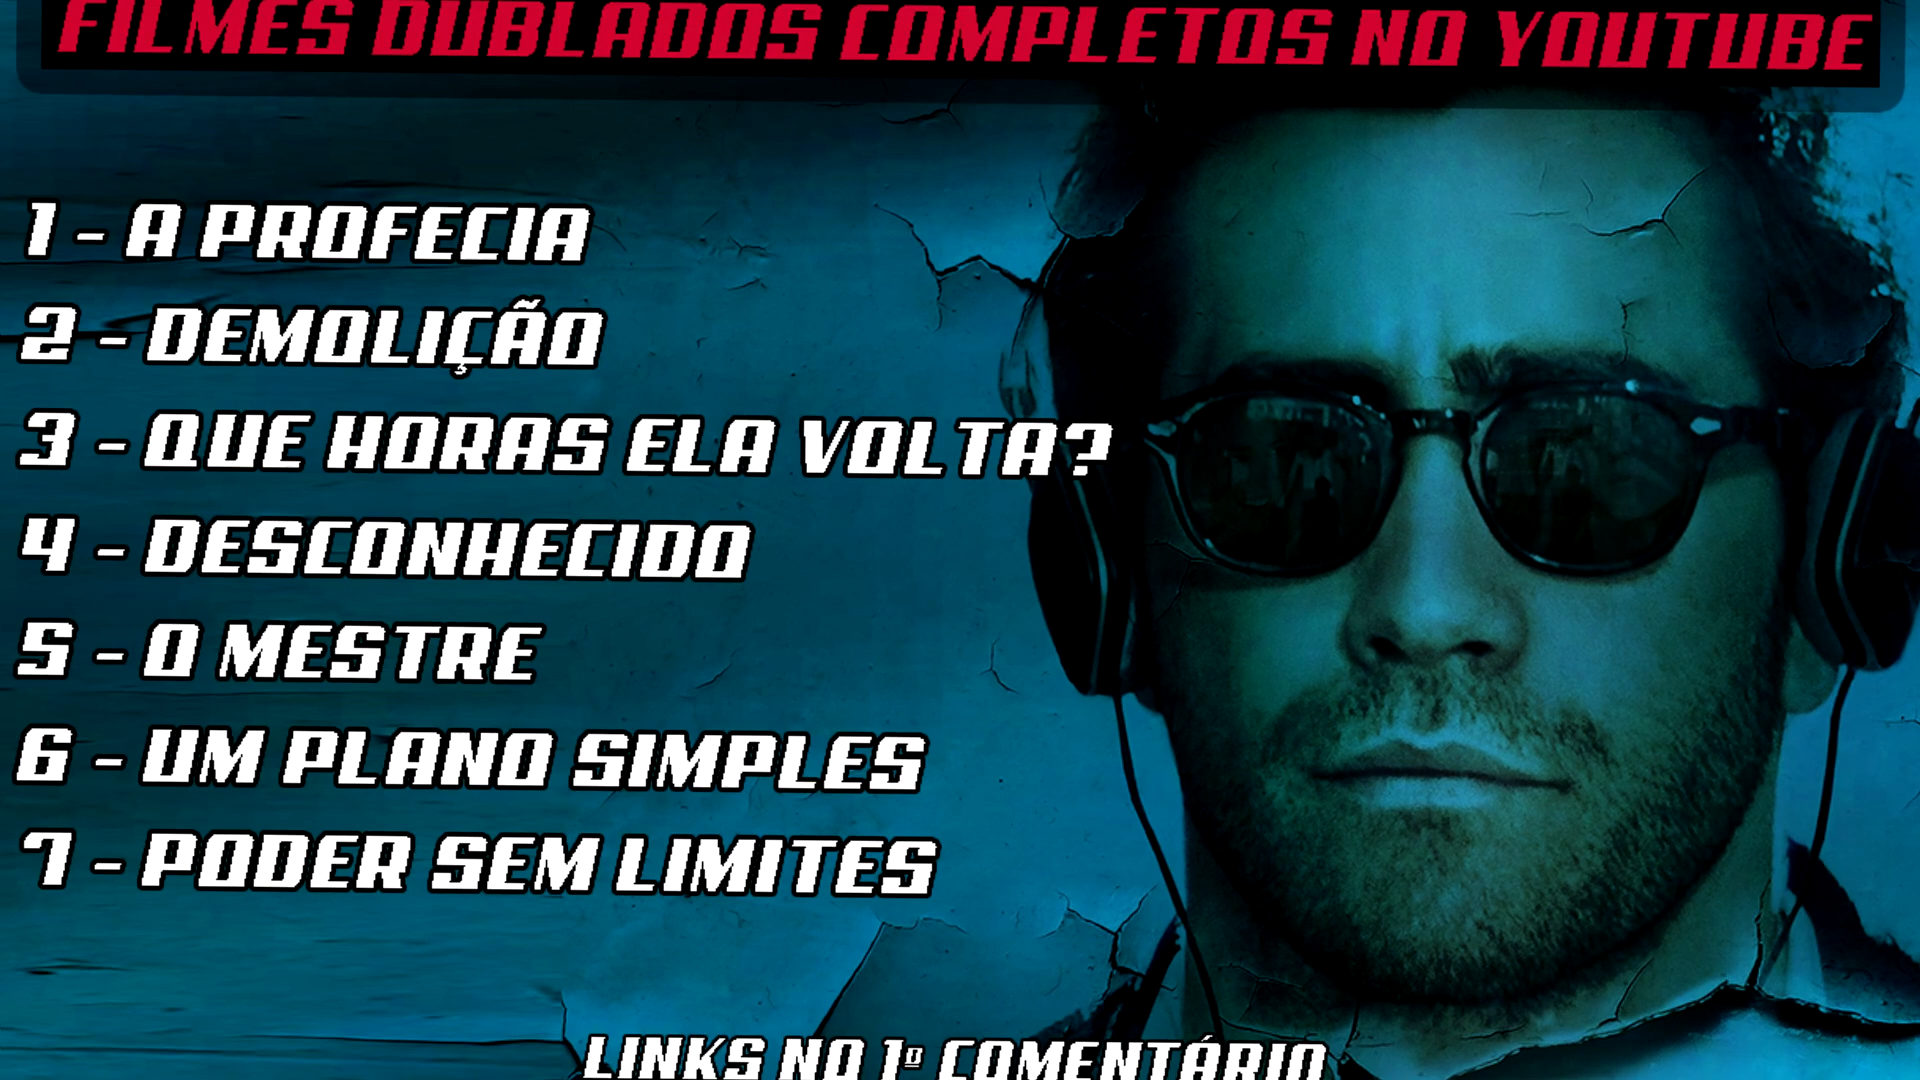 FILMES DUBLADOS COMPLETOS NO YOUTUBE
1 - A PROFECIA
2 - DEMOLIÇÃO
3 - QUE HORAS ELA VOLTA?
4 - DESCONHECIDO
5 - O MESTRE
6 - UM PLANO SIMPLES
7 - PODER SEM LIMITES
LINKS NO 1º COMENTÁRIO